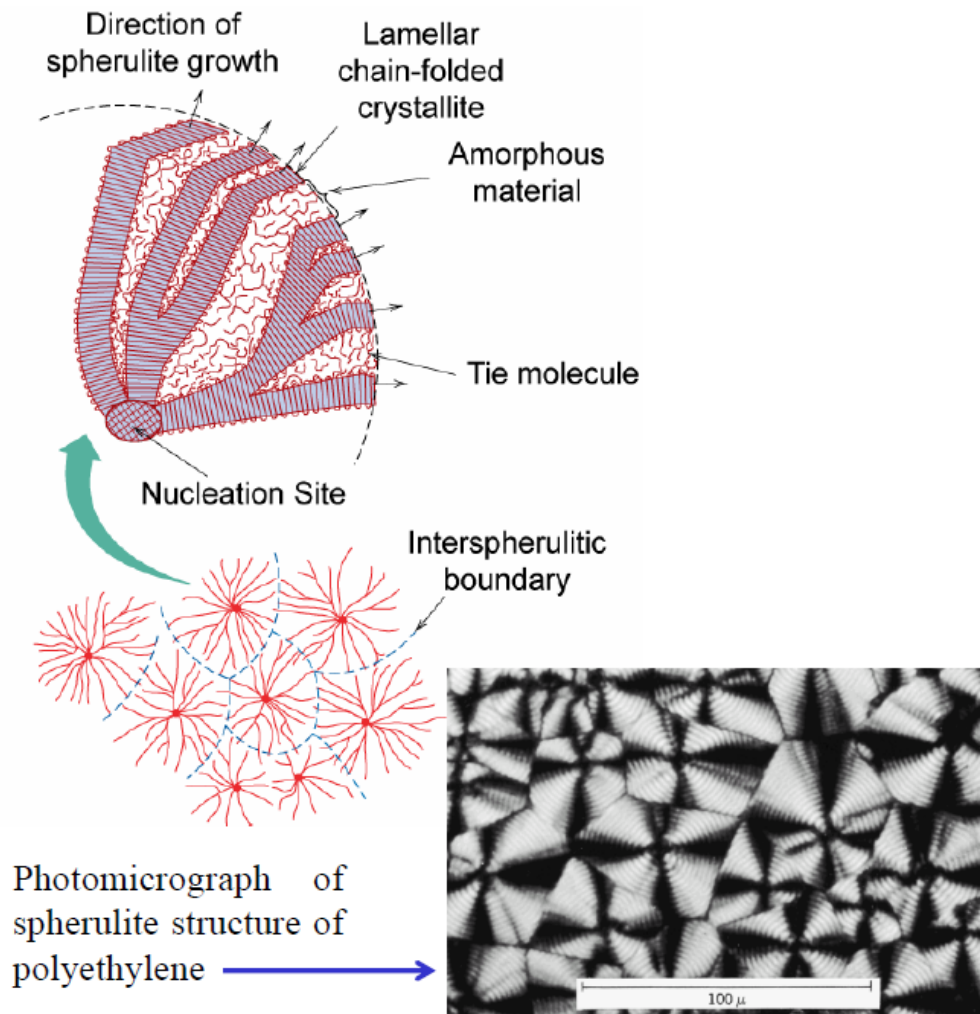 Direction of
spherulite growth
Lamellar
chain-folded
crystallite
Amorphous
material
Tie molecule
Nucleation Site
Interspherulitic
boundary
Photomicrograph of
spherulite structure of
polyethylene
100 μ